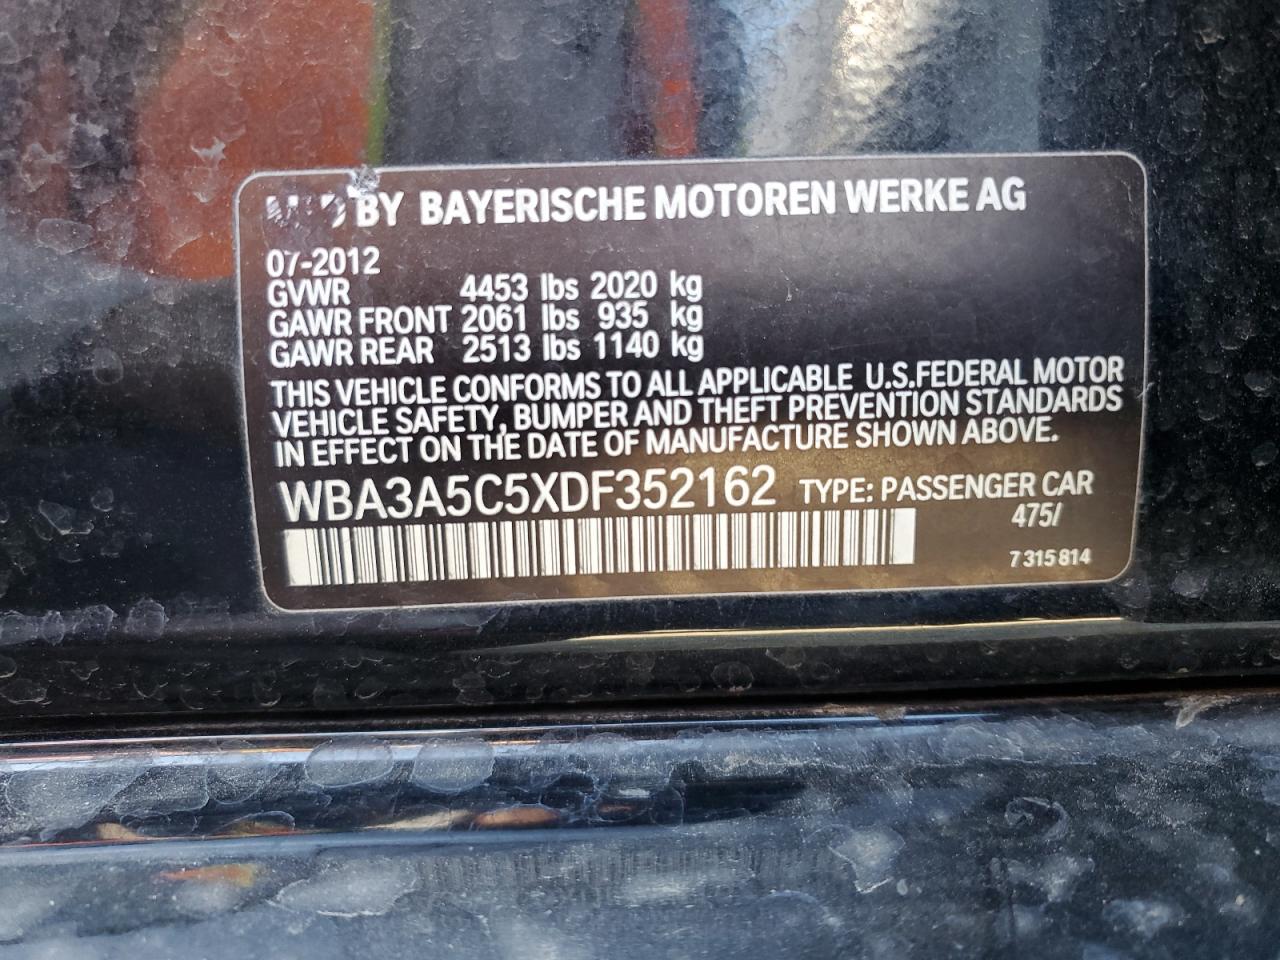 BY BAYERISCHE MOTOREN WERKE AG
07-2012
GVWR 4453 lbs 2020 kg
GAWR FRONT 2061 lbs 935 kg
GAWR REAR 2513 lbs 1140 kg
THIS VEHICLE CONFORMS TO ALL APPLICABLE U.S.FEDERAL MOTOR
VEHICLE SAFETY, BUMPER AND THEFT PREVENTION STANDARDS
IN EFFECT ON THE DATE OF MANUFACTURE SHOWN ABOVE.
WBA3A5C5XDF352162 TYPE: PASSENGER CAR
475/
7 315 814